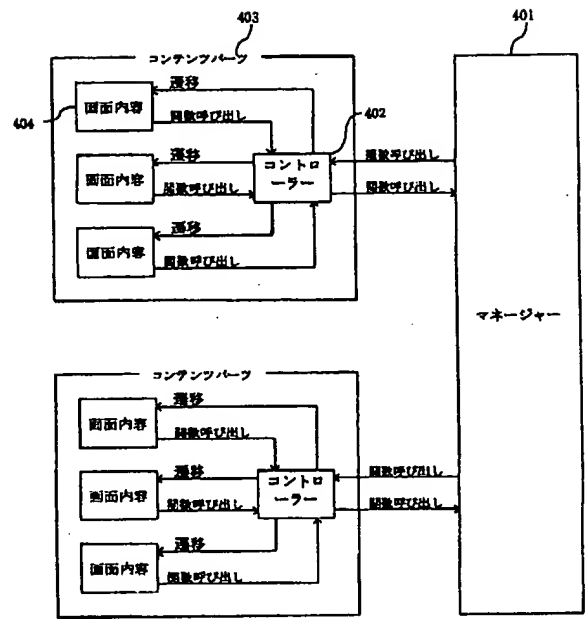 401
403
コンテンツパーツ
遷移
画面内容
404
関数呼び出し
402
遷移
コントロ
ーラー
関数呼び出し
画面内容
関数呼び出し
関数呼び出し
遷移
画面内容
関数呼び出し
マネージャー
コンテンツパーツ
遷移
画面内容
関数呼び出し
遷移
コントロ
ーラー
関数呼び出し
画面内容
関数呼び出し
関数呼び出し
遷移
画面内容
関数呼び出し